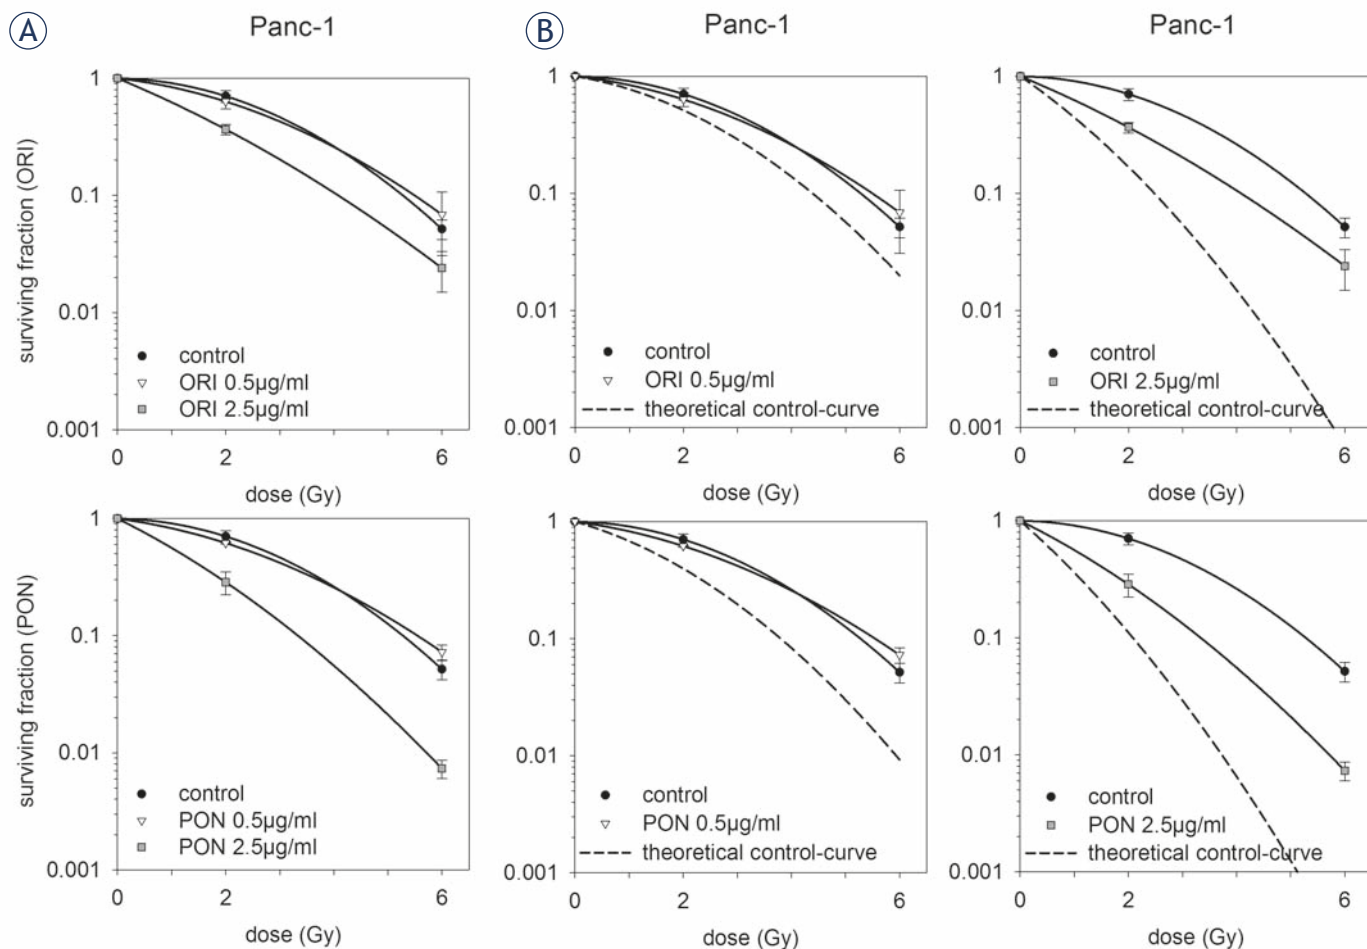 A
Panc-1
surviving fraction (ORI)
1
0.1
0.01
0.001
control
ORI 0.5µg/ml
ORI 2.5µg/ml
0 2 6
dose (Gy)
surviving fraction (PON)
1
0.1
0.01
0.001
control
PON 0.5µg/ml
PON 2.5µg/ml
0 2 6
dose (Gy)
B
Panc-1
1
0.1
0.01
0.001
control
ORI 0.5µg/ml
theoretical control-curve
0 2 6
dose (Gy)
Panc-1
1
0.1
0.01
0.001
control
ORI 2.5µg/ml
theoretical control-curve
0 2 6
dose (Gy)
1
0.1
0.01
0.001
control
PON 0.5µg/ml
theoretical control-curve
0 2 6
dose (Gy)
1
0.1
0.01
0.001
control
PON 2.5µg/ml
theoretical control-curve
0 2 6
dose (Gy)